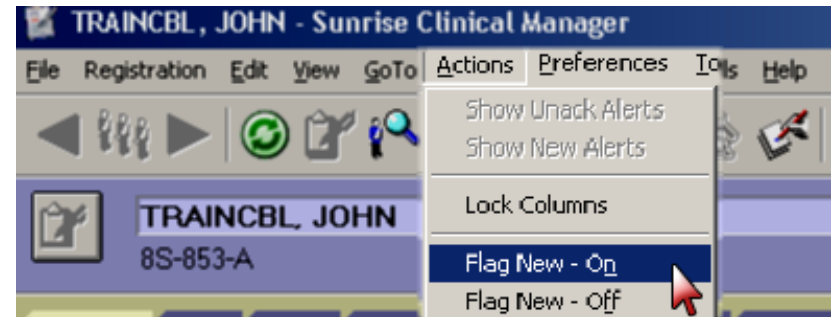 TRAINCBL, JOHN - Sunrise Clinical Manager
File Registration Edit View GoTo Actions Preferences Help
Show Unack Alerts
Show New Alerts
Lock Columns
TRAINCBL, JOHN
8S-853-A
Flag New - On
Flag New - Off